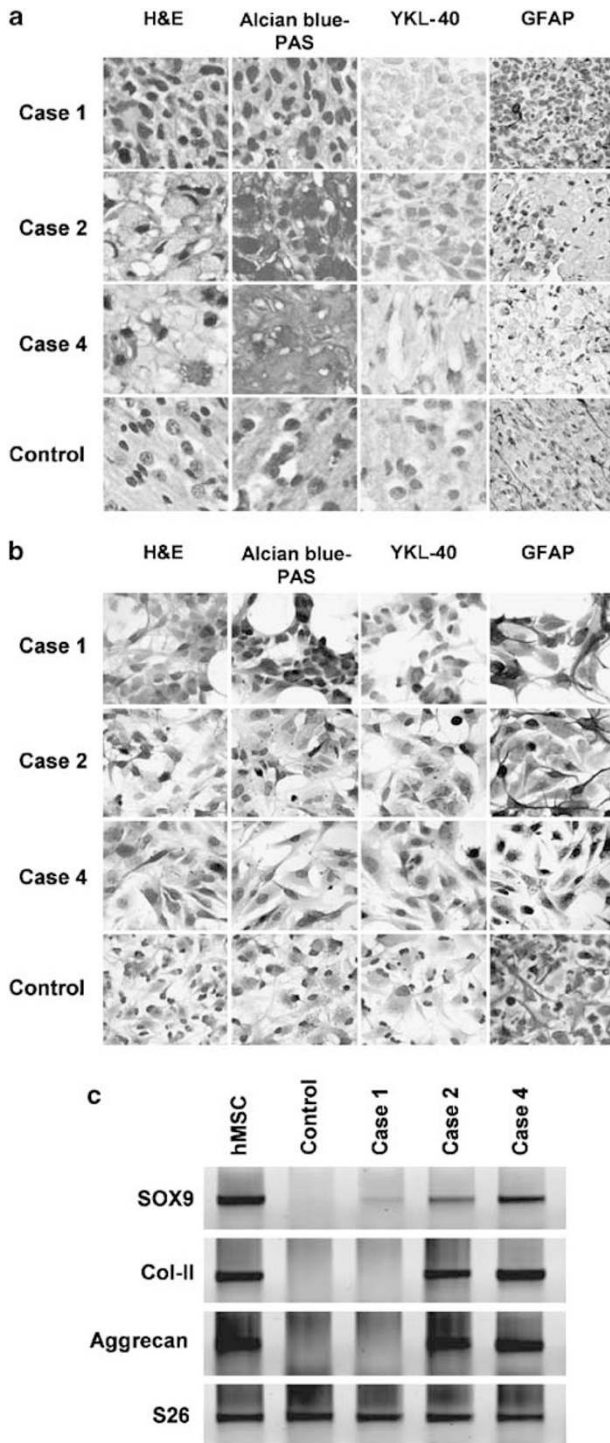 a
H&E Alcian blue- YKL-40 GFAP
PAS
Case 1
Case 2
Case 4
Control
b
H&E Alcian blue- YKL-40 GFAP
PAS
Case 1
Case 2
Case 4
Control
c
hMSC Control Case 1 Case 2 Case 4
SOX9
Col-II
Aggrecan
S26